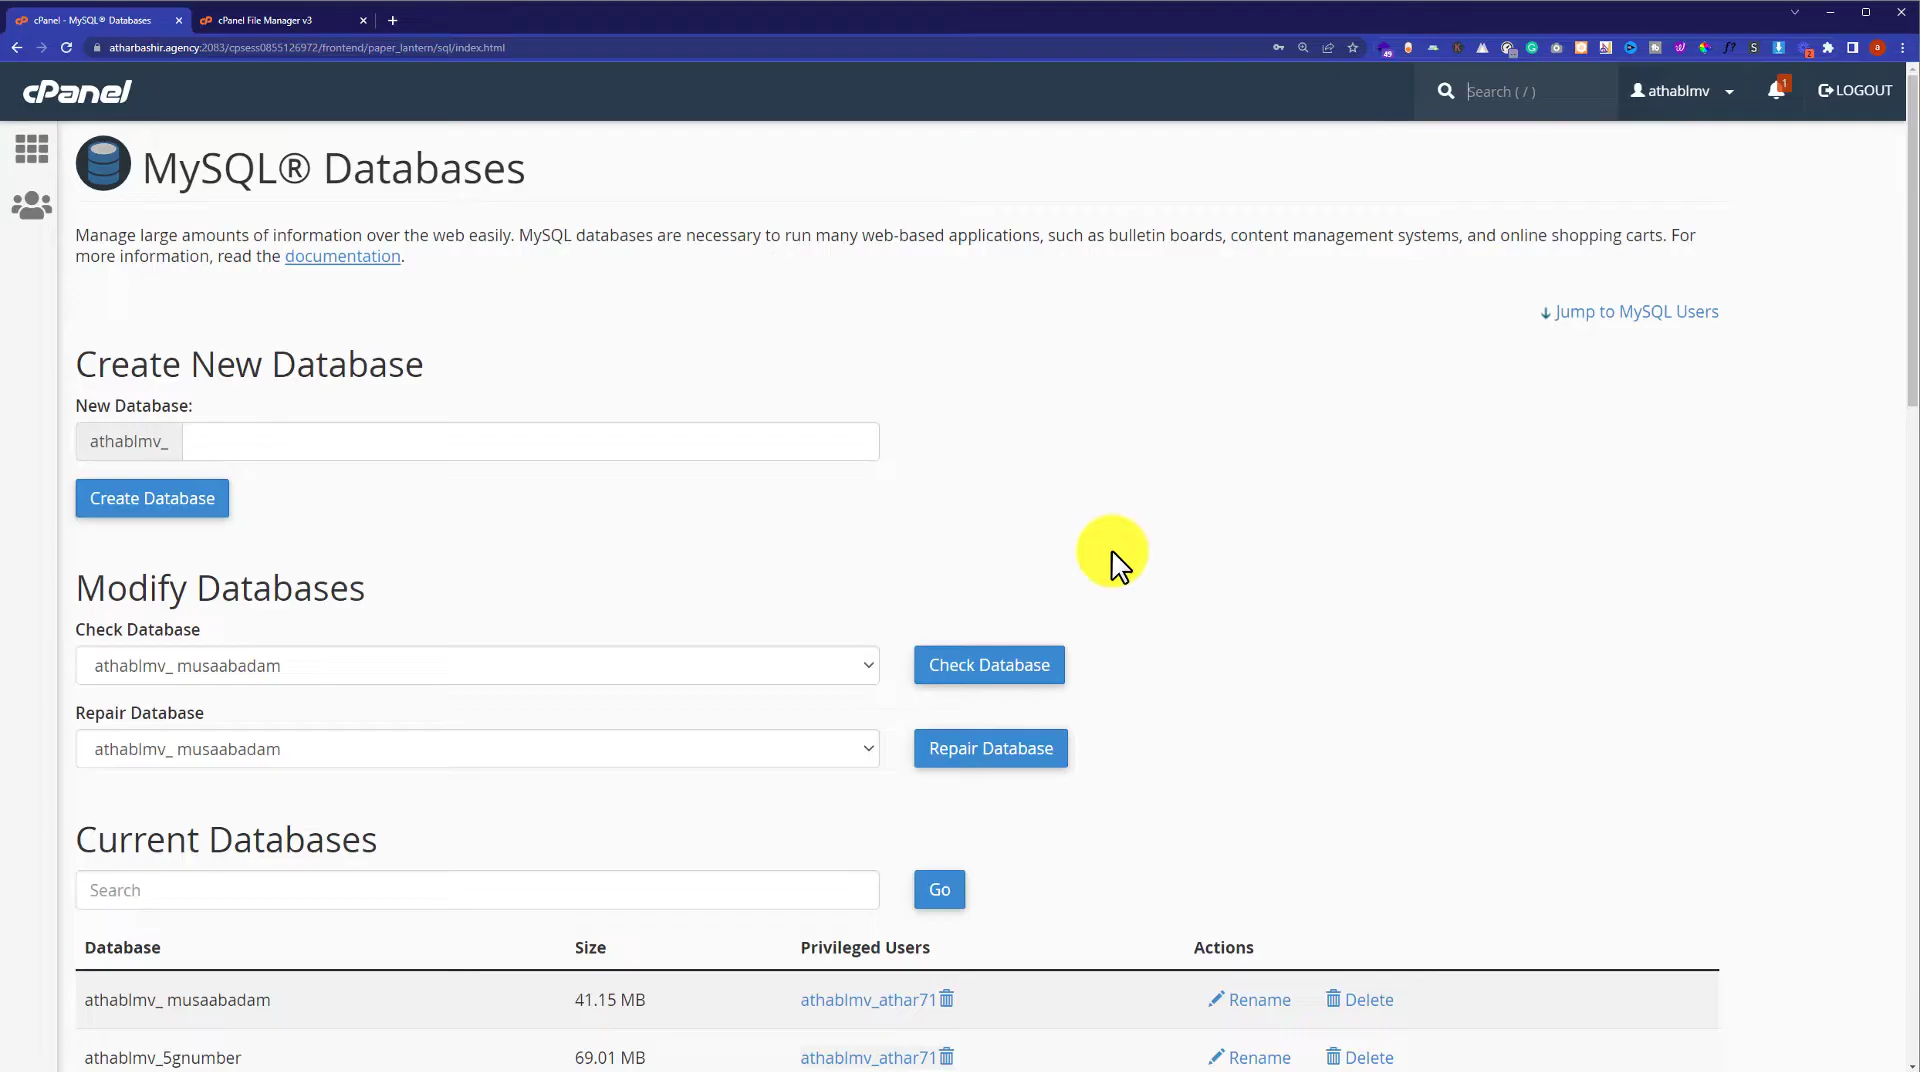 cPanel - MySQL® Databases
cPanel File Manager v3
atharbashir.agency:2083/cpsess0855126972/frontend/paper_lantern/sql/index.html
cPanel
Search ( / )
athablmv
1
LOGOUT
MySQL® Databases
Manage large amounts of information over the web easily. MySQL databases are necessary to run many web-based applications, such as bulletin boards, content management systems, and online shopping carts. For
more information, read the documentation.
Jump to MySQL Users
Create New Database
New Database:
athablmv_
Create Database
Modify Databases
Check Database
athablmv_ musaabadam
Check Database
Repair Database
athablmv_ musaabadam
Repair Database
Current Databases
Search
Go
Database Size Privileged Users Actions
athablmv_ musaabadam 41.15 MB athablmv_athar71 Rename Delete
athablmv_5gnumber 69.01 MB athablmv_athar71 Rename Delete